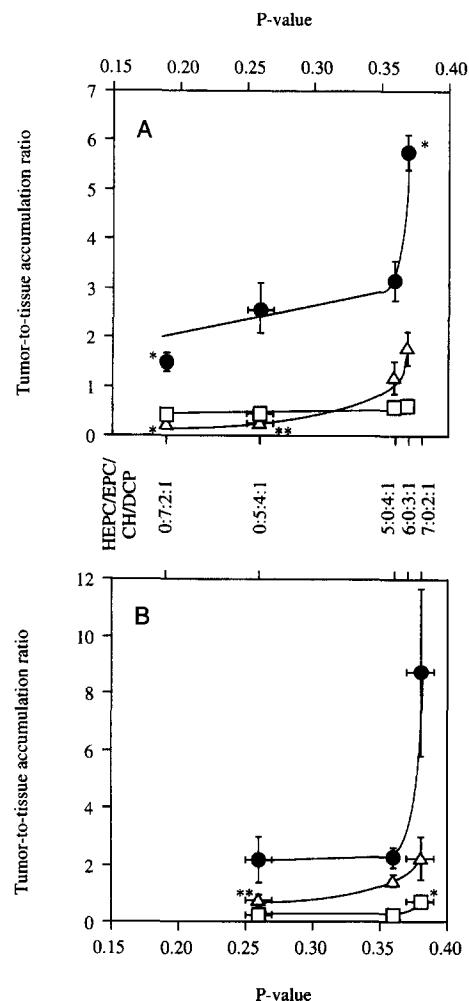 P-value
0.15 0.20 0.25 0.30 0.35 0.40
Tumor-to-tissue accumulation ratio
7
6
5
4
3
2
1
0
A
*
*
*
**
HEPC/EPC/
CH/DCP
0:7:2:1
0:5:4:1
5:0:4:1
6:0:3:1
7:0:2:1
Tumor-to-tissue accumulation ratio
12
10
8
6
4
2
0
B
**
*
0.15 0.20 0.25 0.30 0.35 0.40
P-value